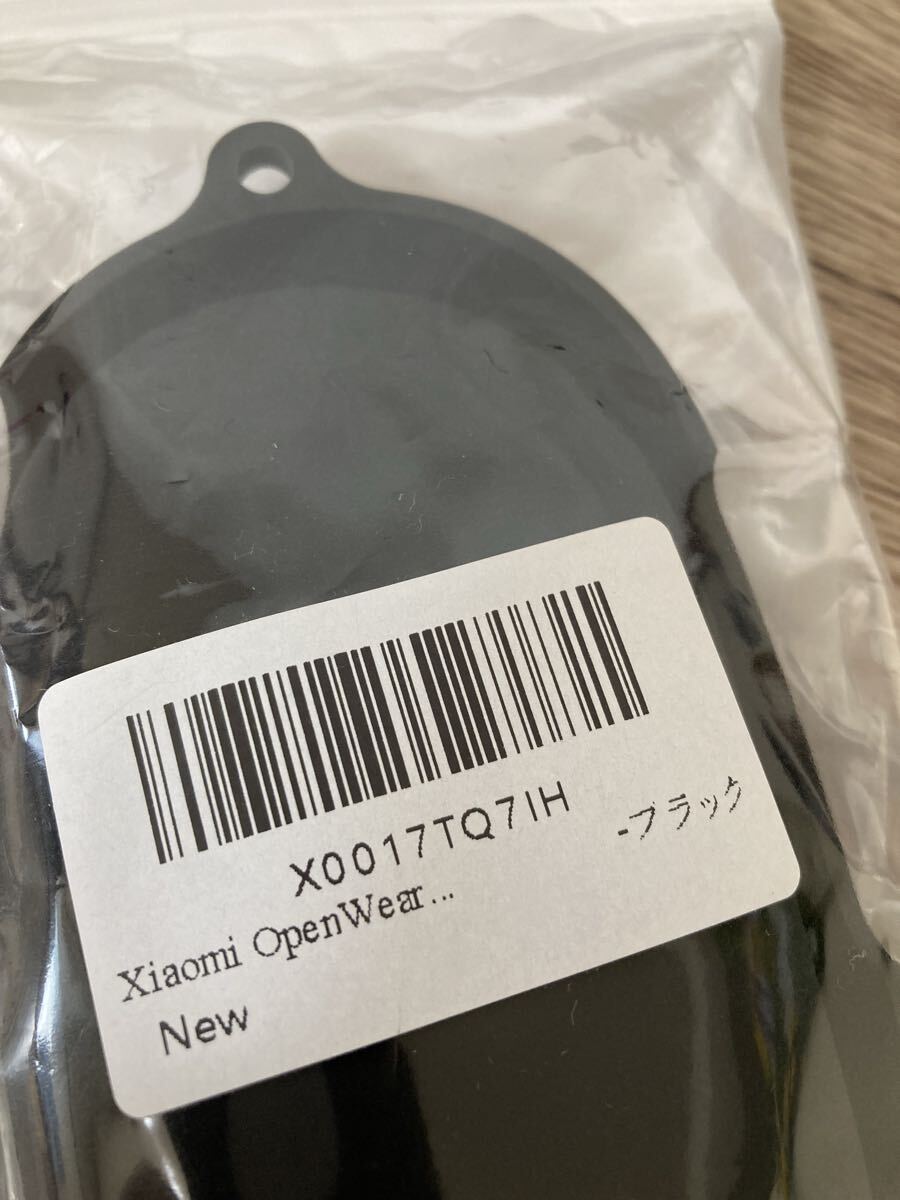 X0017TQ7IH
Xiaomi OpenWear... -ブラック
New